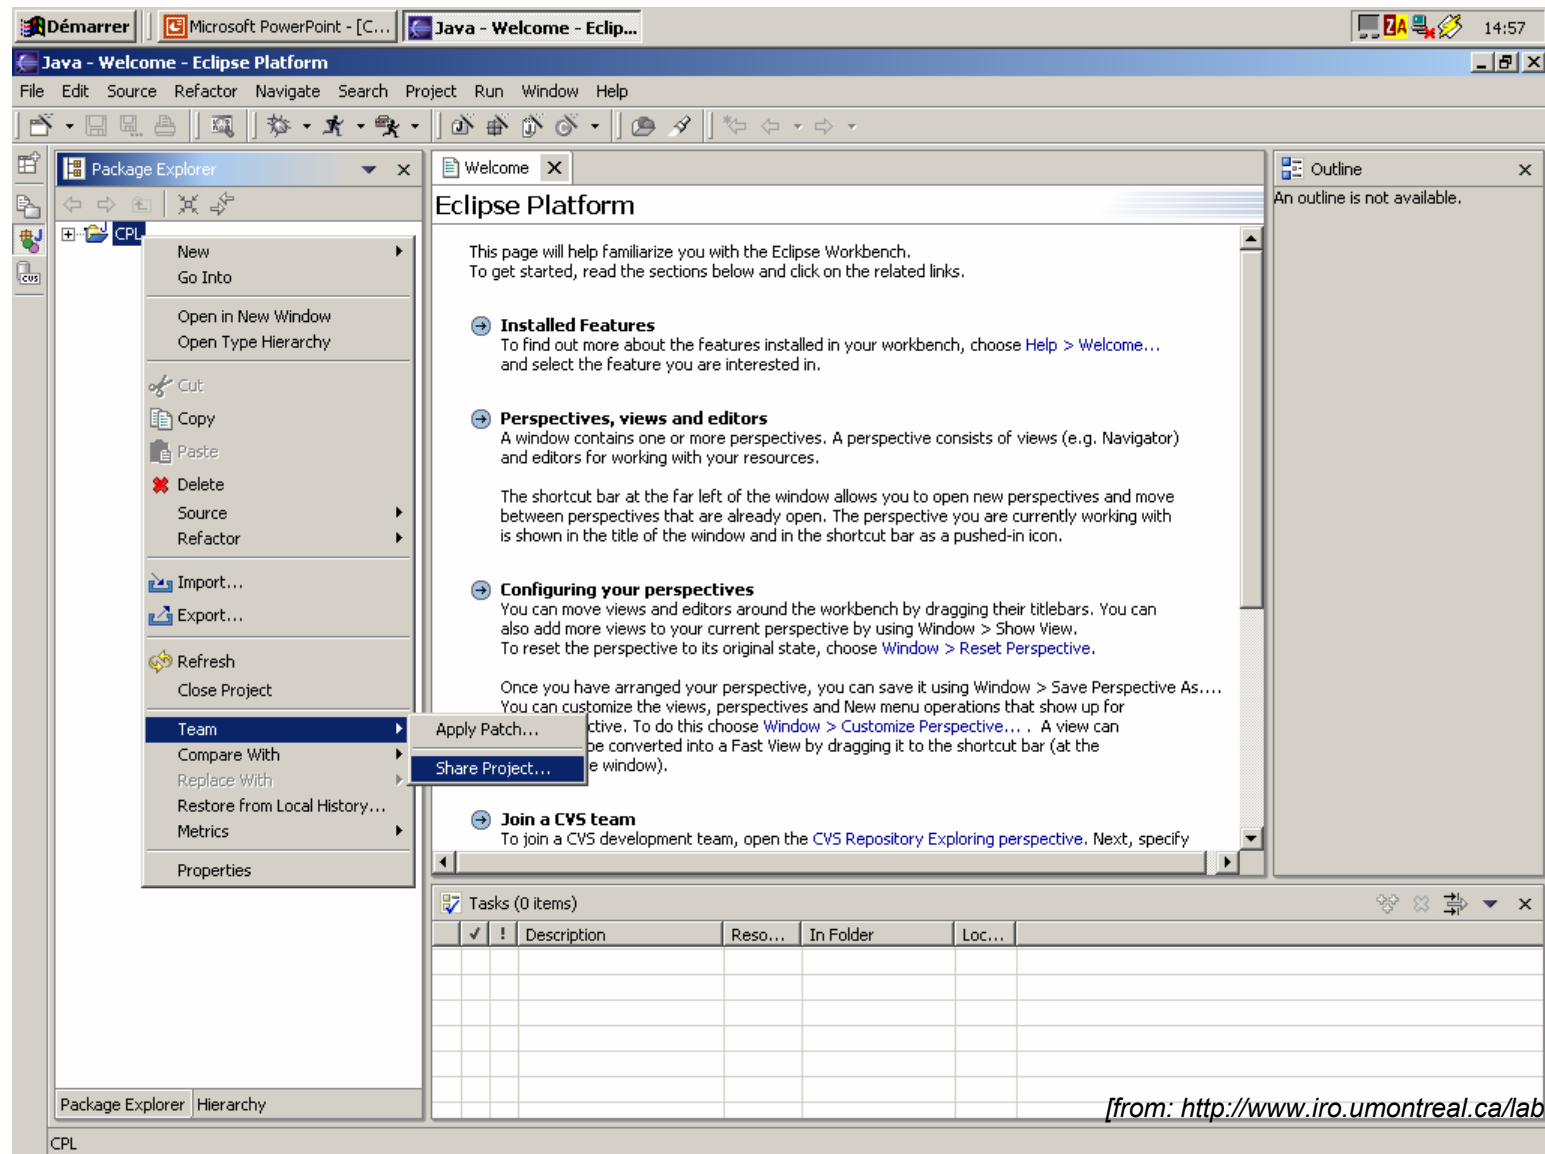 Démarrer
Microsoft PowerPoint - [C...
Java - Welcome - Eclip...
ZA
14:57
Java - Welcome - Eclipse Platform
File Edit Source Refactor Navigate Search Project Run Window Help
Package Explorer
Welcome
Outline
Eclipse Platform
An outline is not available.
CPL
CVS
New
Go Into
Open in New Window
Open Type Hierarchy
Cut
Copy
Paste
Delete
Source
Refactor
Import...
Export...
Refresh
Close Project
Team
Compare With
Replace With
Restore from Local History...
Metrics
Properties
Apply Patch...
Share Project...
This page will help familiarize you with the Eclipse Workbench.
To get started, read the sections below and click on the related links.
Installed Features
To find out more about the features installed in your workbench, choose Help > Welcome...
and select the feature you are interested in.
Perspectives, views and editors
A window contains one or more perspectives. A perspective consists of views (e.g. Navigator)
and editors for working with your resources.
The shortcut bar at the far left of the window allows you to open new perspectives and move
between perspectives that are already open. The perspective you are currently working with
is shown in the title of the window and in the shortcut bar as a pushed-in icon.
Configuring your perspectives
You can move views and editors around the workbench by dragging their titlebars. You can
also add more views to your current perspective by using Window > Show View.
To reset the perspective to its original state, choose Window > Reset Perspective.
Once you have arranged your perspective, you can save it using Window > Save Perspective As....
You can customize the views, perspectives and New menu operations that show up for
ctive. To do this choose Window > Customize Perspective... . A view can
be converted into a Fast View by dragging it to the shortcut bar (at the
e window).
Join a CVS team
To join a CVS development team, open the CVS Repository Exploring perspective. Next, specify
Tasks (0 items)
! Description Reso... In Folder Loc...
Package Explorer Hierarchy
[from: http://www.iro.umontreal.ca/lab
CPL